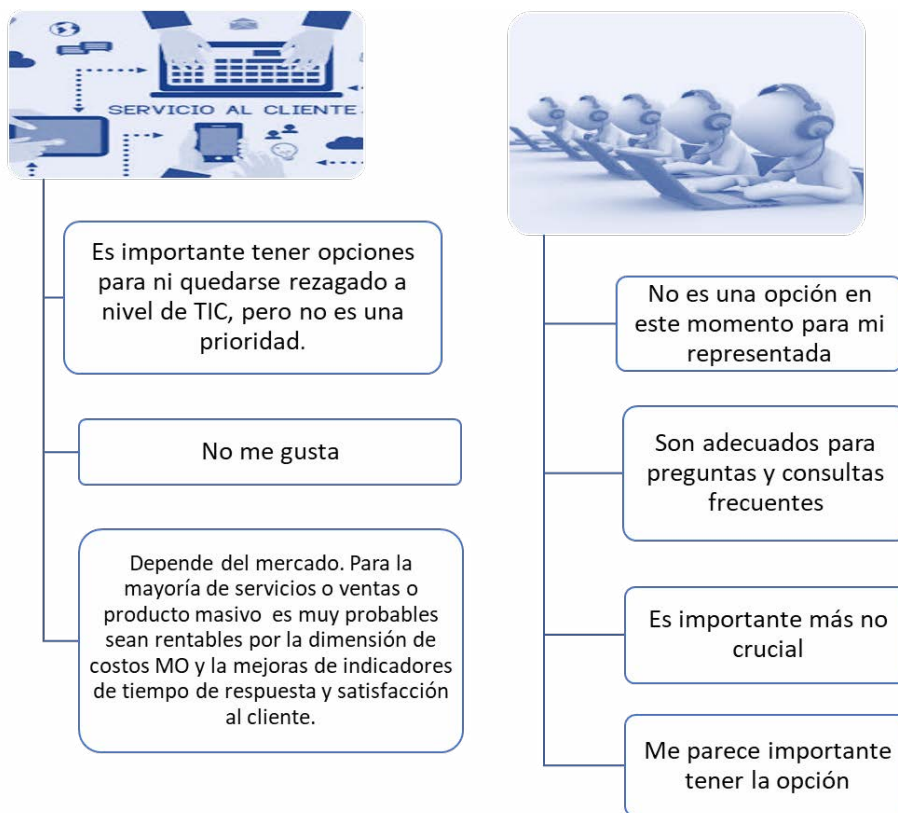 SERVICIO AL CLIENTE
Es importante tener opciones
para ni quedarse rezagado a
nivel de TIC, pero no es una
prioridad.
No me gusta
Depende del mercado. Para la
mayoría de servicios o ventas o
producto masivo es muy probables
sean rentables por la dimensión de
costos MO y la mejoras de indicadores
de tiempo de respuesta y satisfacción
al cliente.
No es una opción en
este momento para mi
representada
Son adecuados para
preguntas y consultas
frecuentes
Es importante más no
crucial
Me parece importante
tener la opción